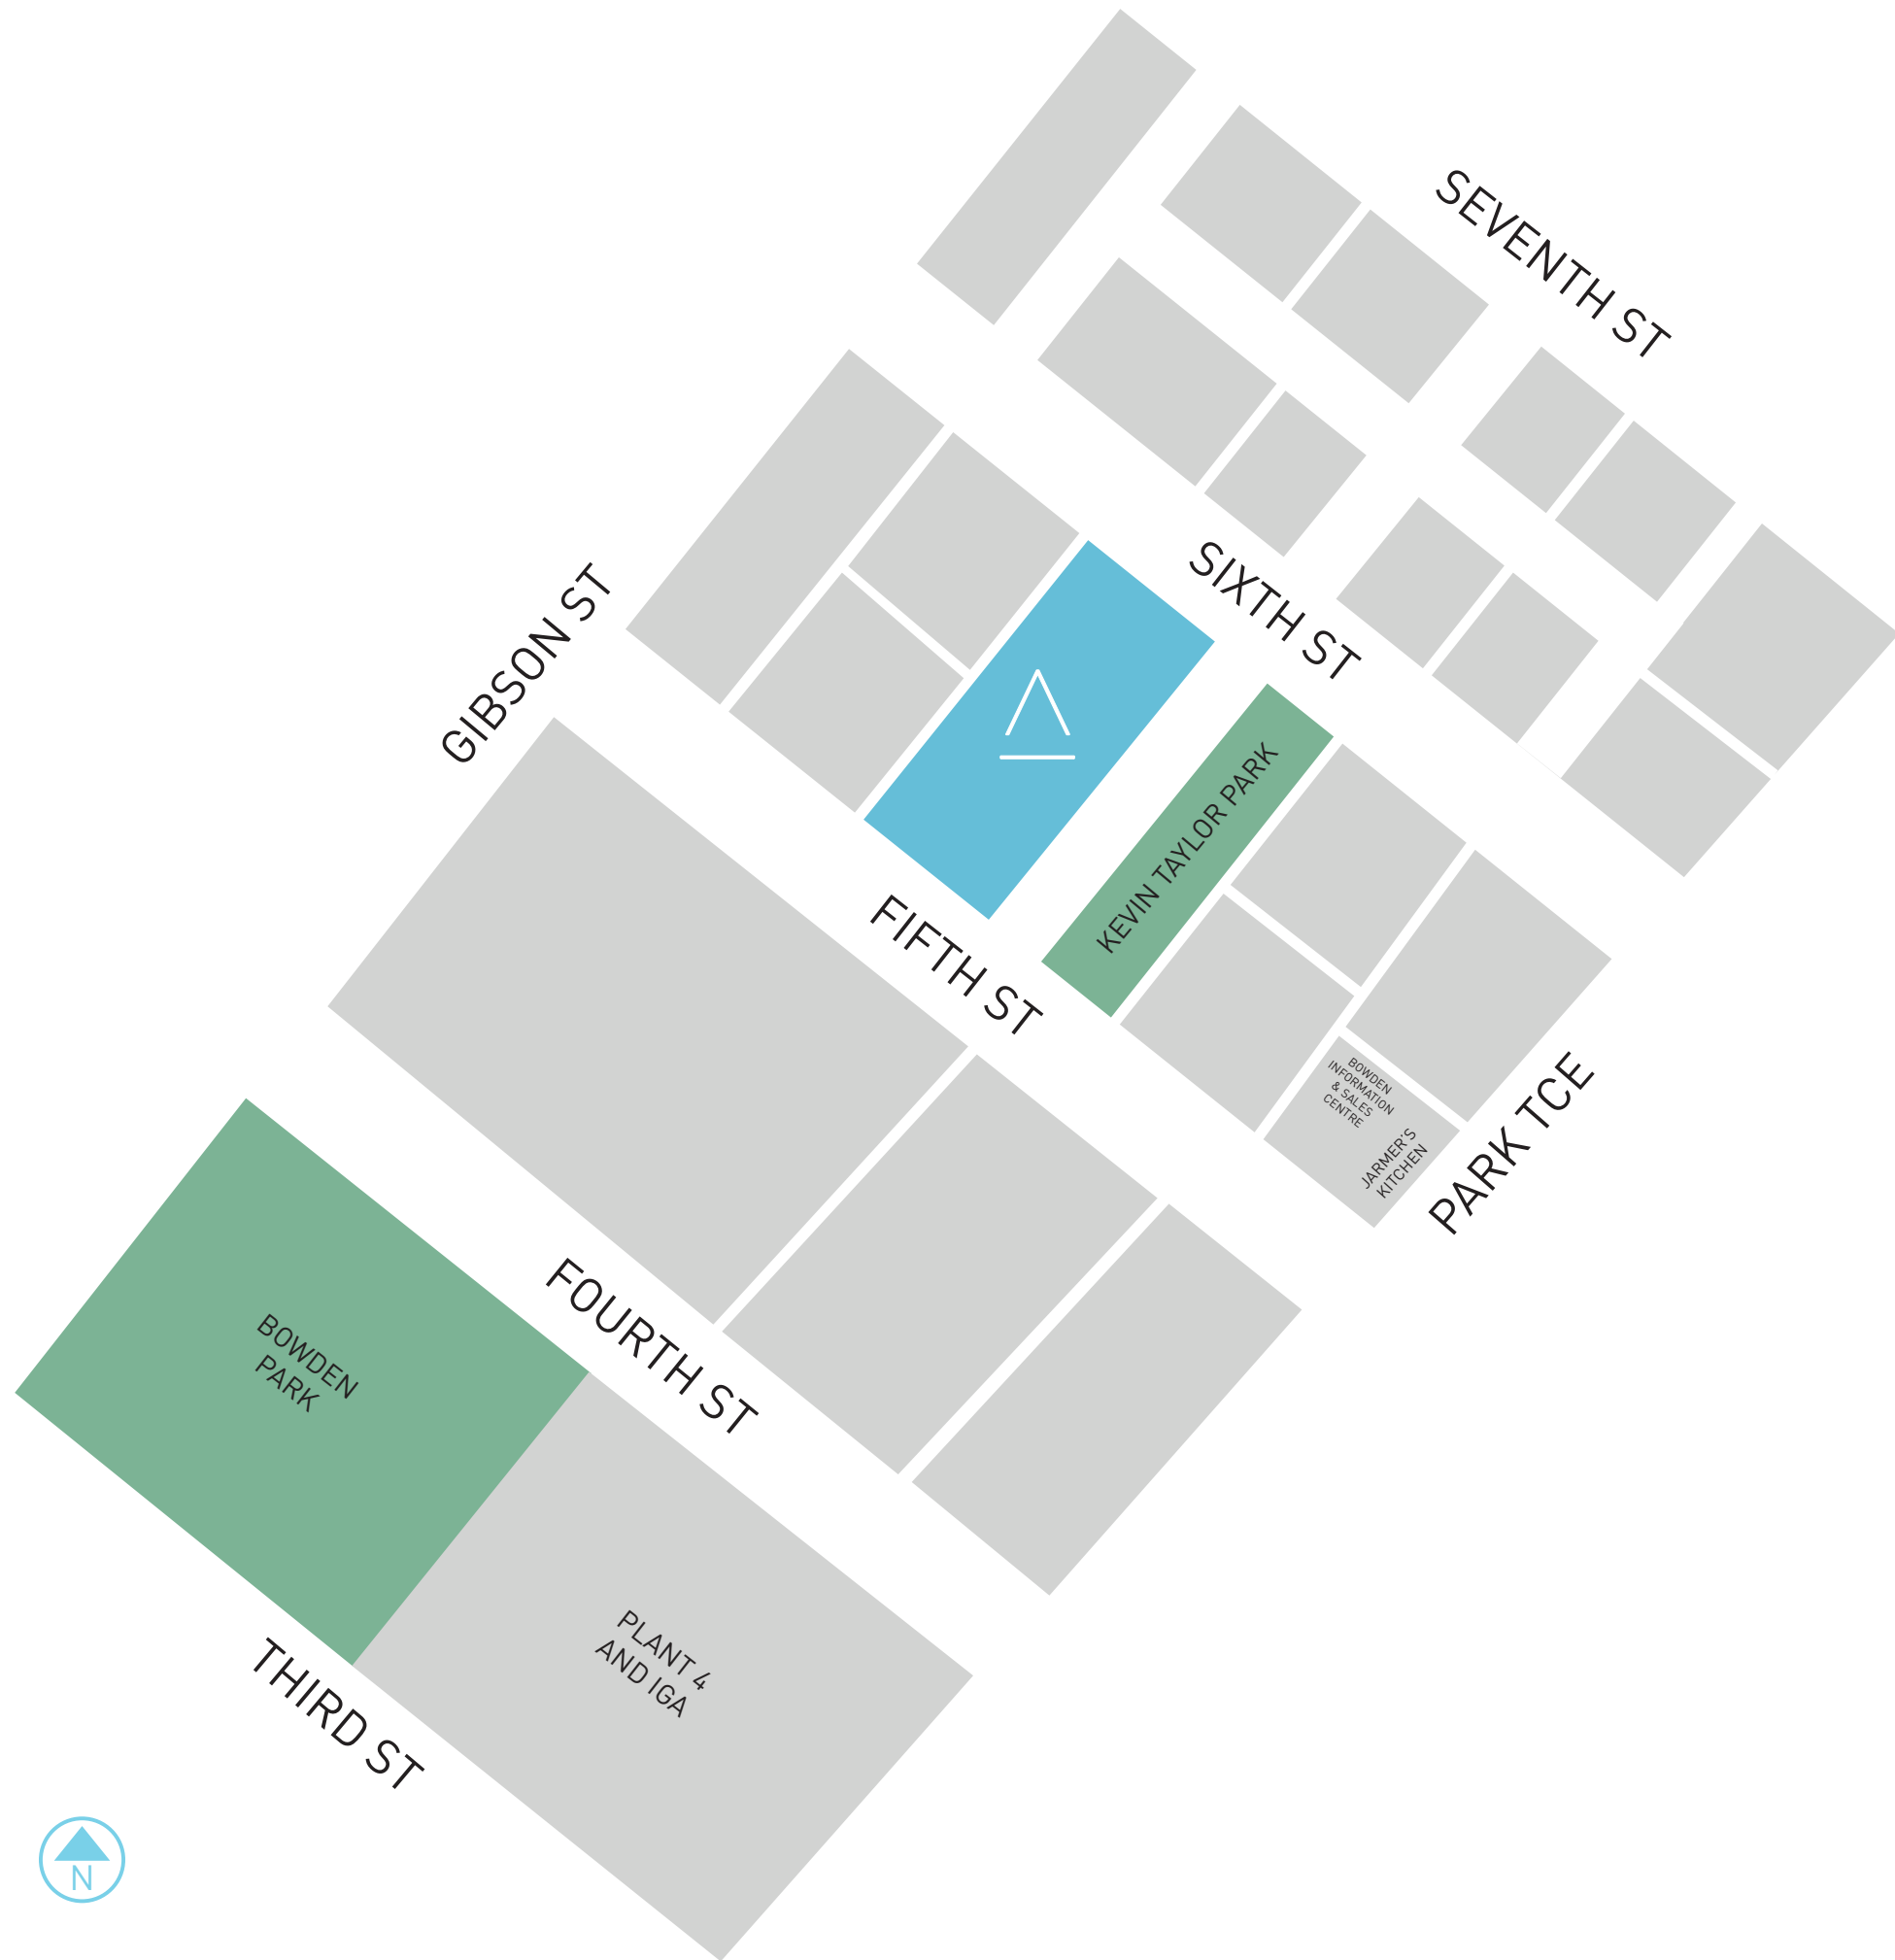 SEVENTH ST
SIXTH ST
GIBSON ST
KEVIN TAYLOR PARK
FIFTH ST
BOWDEN
INFORMATION
& SALES
CENTRE
JARMER'S
KITCHEN
PARK TCE
FOURTH ST
BOWDEN
PARK
PLANT 4
AND IGA
THIRD ST
N